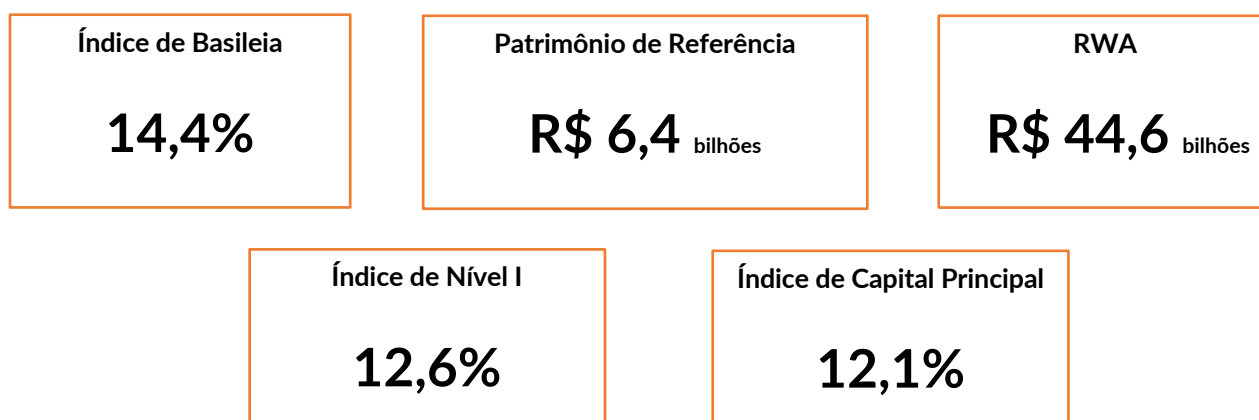 Índice de Basileia
14,4%
Patrimônio de Referência
R$ 6,4 bilhões
RWA
R$ 44,6 bilhões
Índice de Nível I
12,6%
Índice de Capital Principal
12,1%